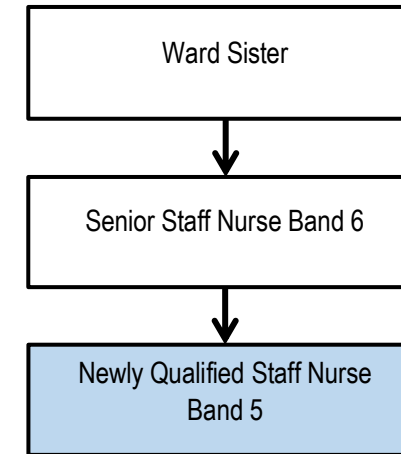 Ward Sister
Senior Staff Nurse Band 6
Newly Qualified Staff Nurse
Band 5